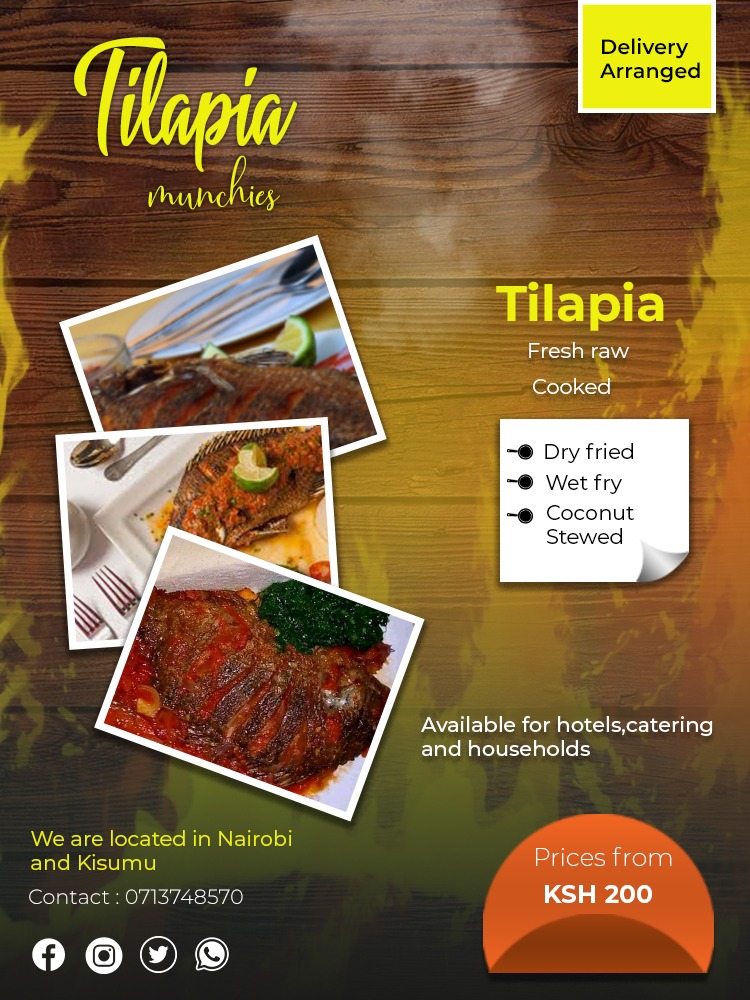 Delivery
Arranged
Tilapia
munchies
Tilapia
Fresh raw
Cooked
Dry fried
Wet fry
Coconut
Stewed
Available for hotels,catering
and households
We are located in Nairobi
and Kisumu
Contact : 0713748570
Prices from
KSH 200